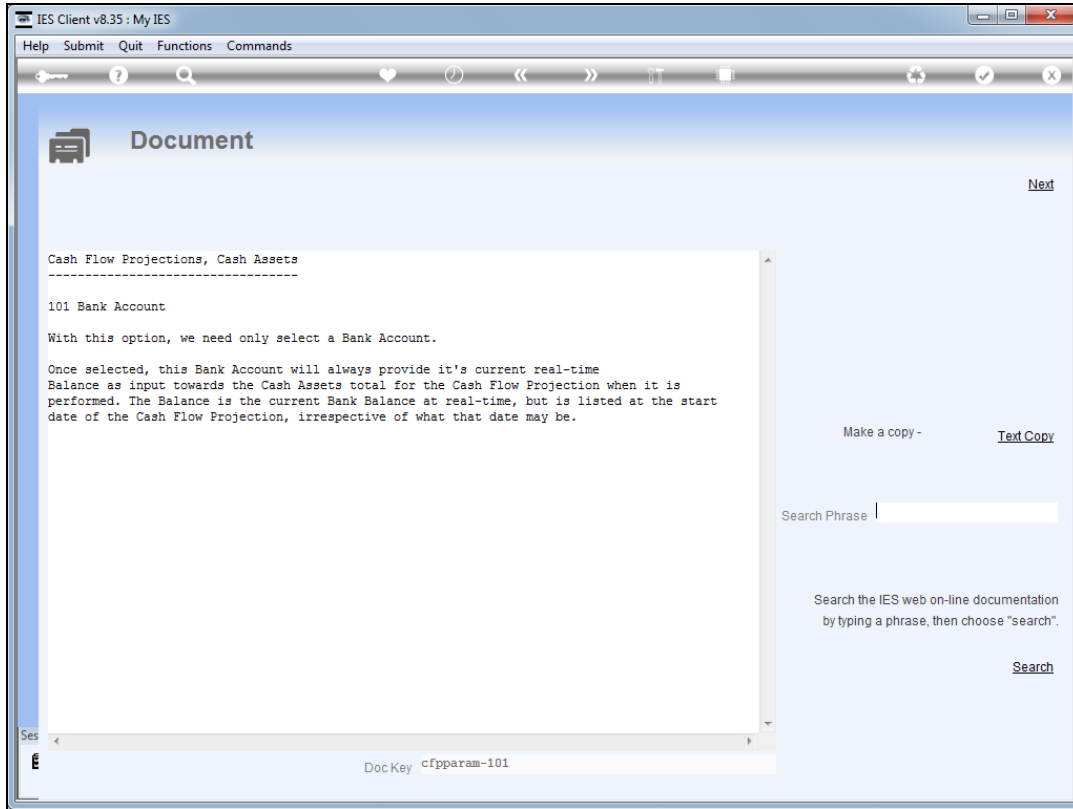 IES Client v8.35 : My IES
Help Submit Quit Functions Commands
Document
Next
Cash Flow Projections, Cash Assets
----------------------------------
101 Bank Account
With this option, we need only select a Bank Account.
Once selected, this Bank Account will always provide it's current real-time
Balance as input towards the Cash Assets total for the Cash Flow Projection when it is
performed. The Balance is the current Bank Balance at real-time, but is listed at the start
date of the Cash Flow Projection, irrespective of what that date may be.
Make a copy - Text Copy
Search Phrase
Search the IES web on-line documentation
by typing a phrase, then choose "search".
Search
Ses
Doc Key cfpparam-101